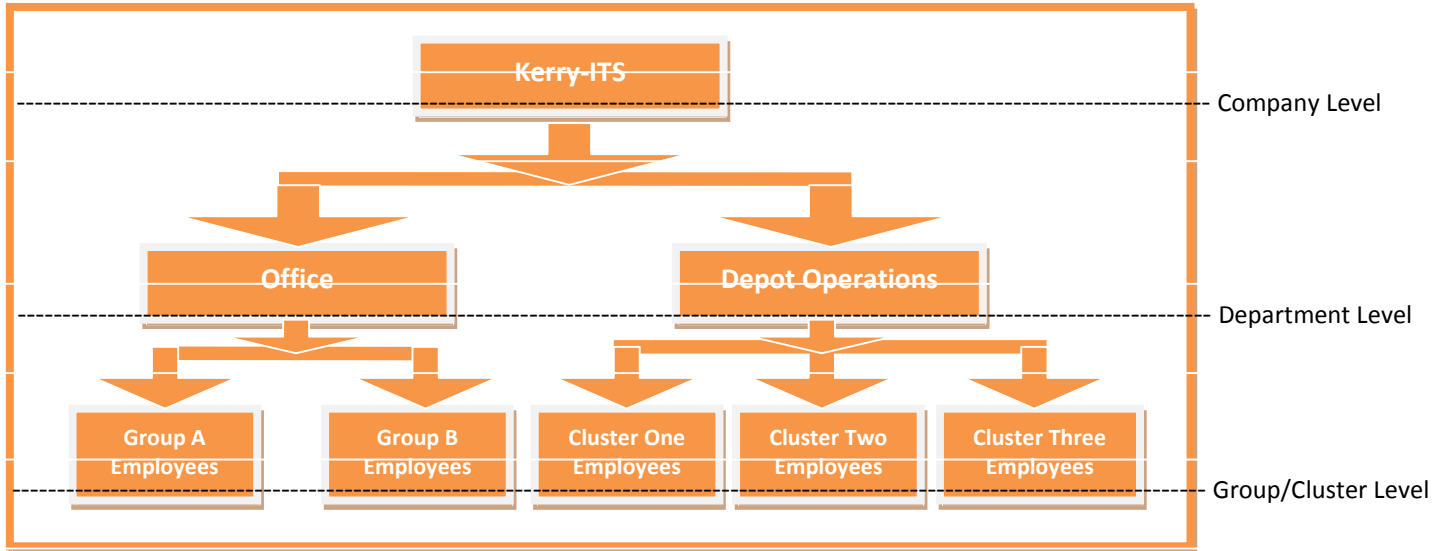 Kerry-ITS
Company Level
Office
Depot Operations
Department Level
Group A
Employees
Group B
Employees
Cluster One
Employees
Cluster Two
Employees
Cluster Three
Employees
Group/Cluster Level